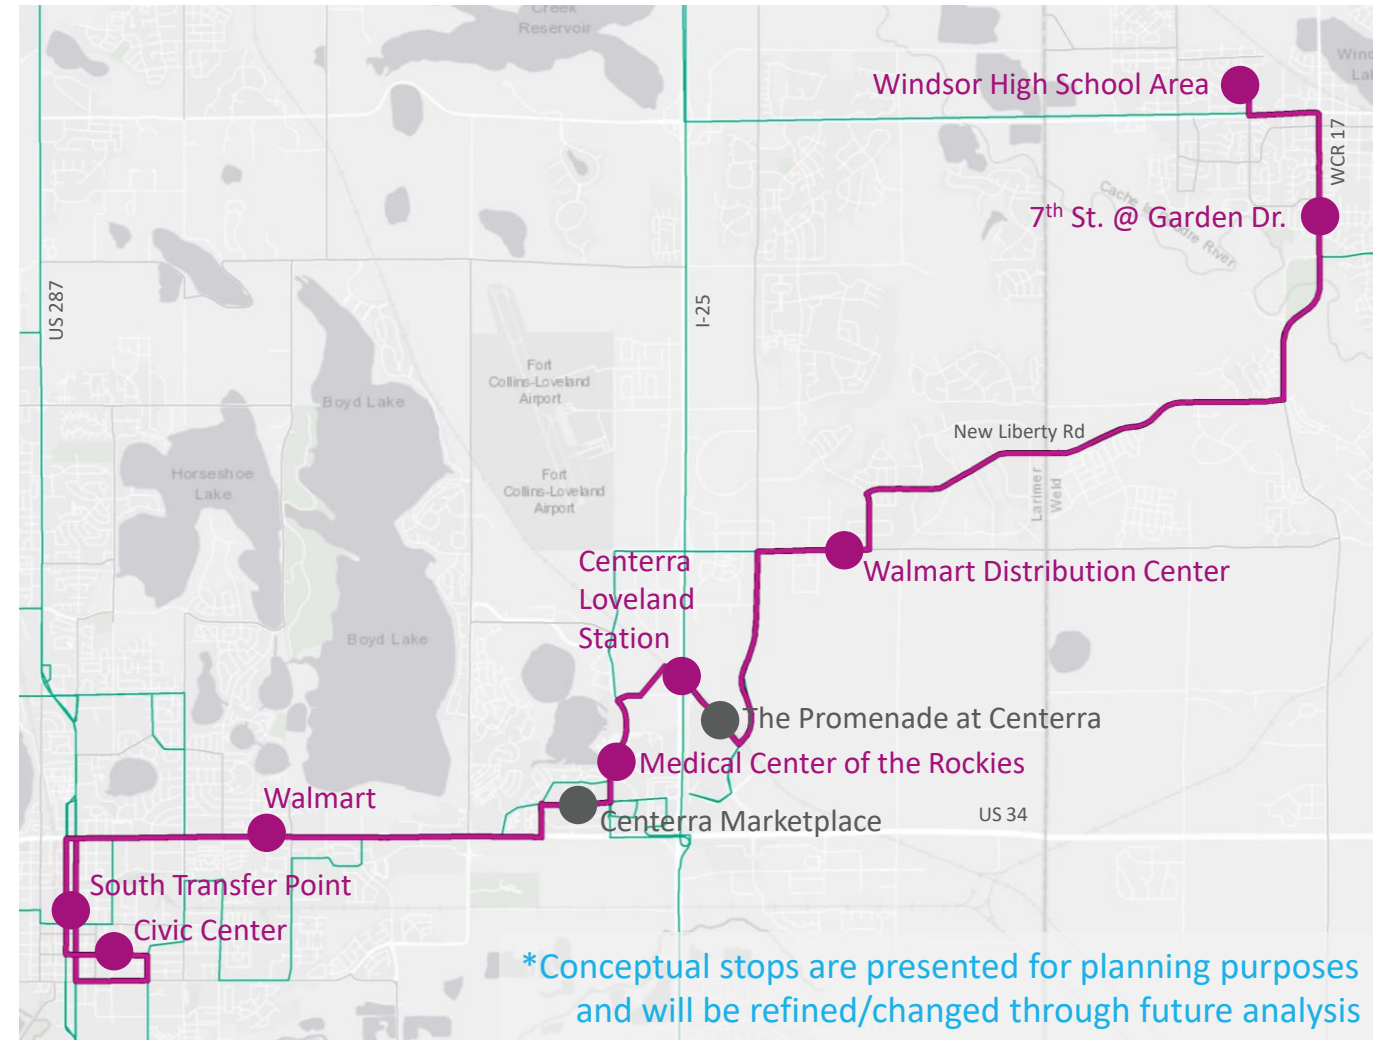 Creek
Reservoir
Windsor High School Area
WCR 17
7th St. @ Garden Dr.
US 287
I-25
Fort
Collins-Loveland
Airport
Boyd Lake
New Liberty Rd
Horseshoe
Lake
Fort
Collins-Loveland
Airport
Larimer
Weld
Centerra
Loveland
Station
Walmart Distribution Center
Boyd Lake
The Promenade at Centerra
Medical Center of the Rockies
Walmart
Centerra Marketplace
US 34
South Transfer Point
Civic Center
*Conceptual stops are presented for planning purposes
and will be refined/changed through future analysis